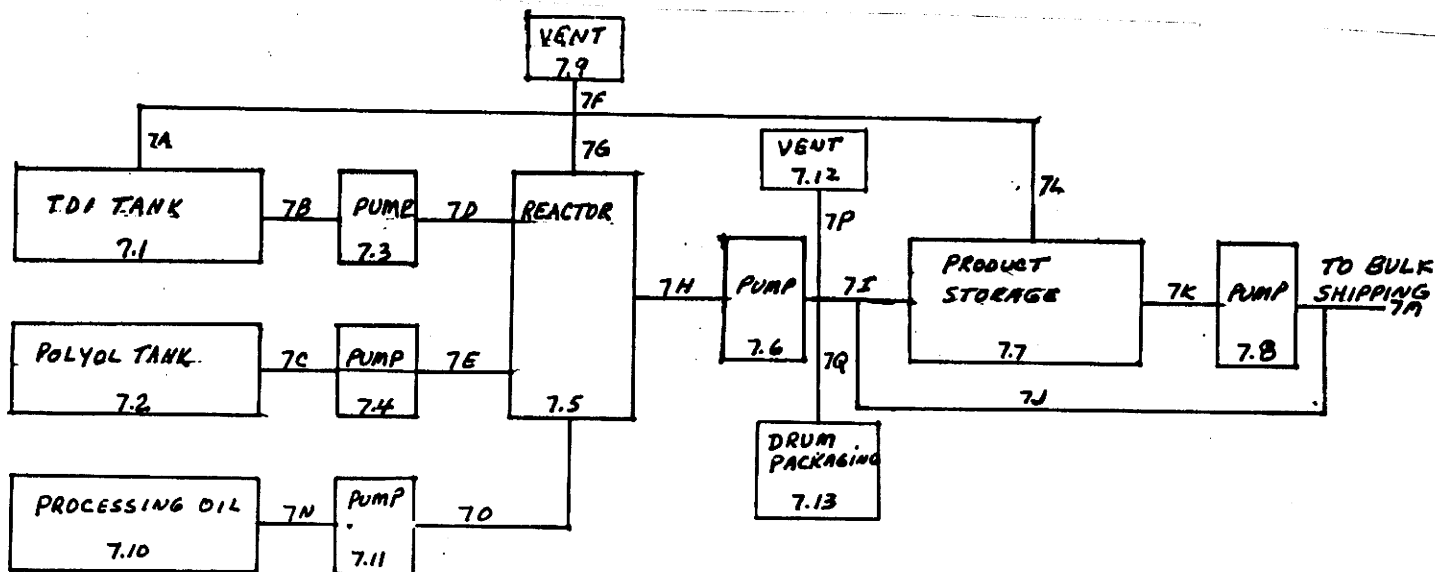 VENT
7.9
7F
7A
7G
VENT
7.12
7L
TDI TANK
7.1
7B
PUMP
7.3
7D
REACTOR
7.5
7P
7H
PUMP
7.6
7I
PRODUCT
STORAGE
7.7
7K
PUMP
7.8
TO BULK
SHIPPING
7M
POLYOL TANK
7.2
7C
PUMP
7.4
7E
7Q
7J
DRUM
PACKAGING
7.13
PROCESSING OIL
7.10
7N
PUMP
7.11
7O